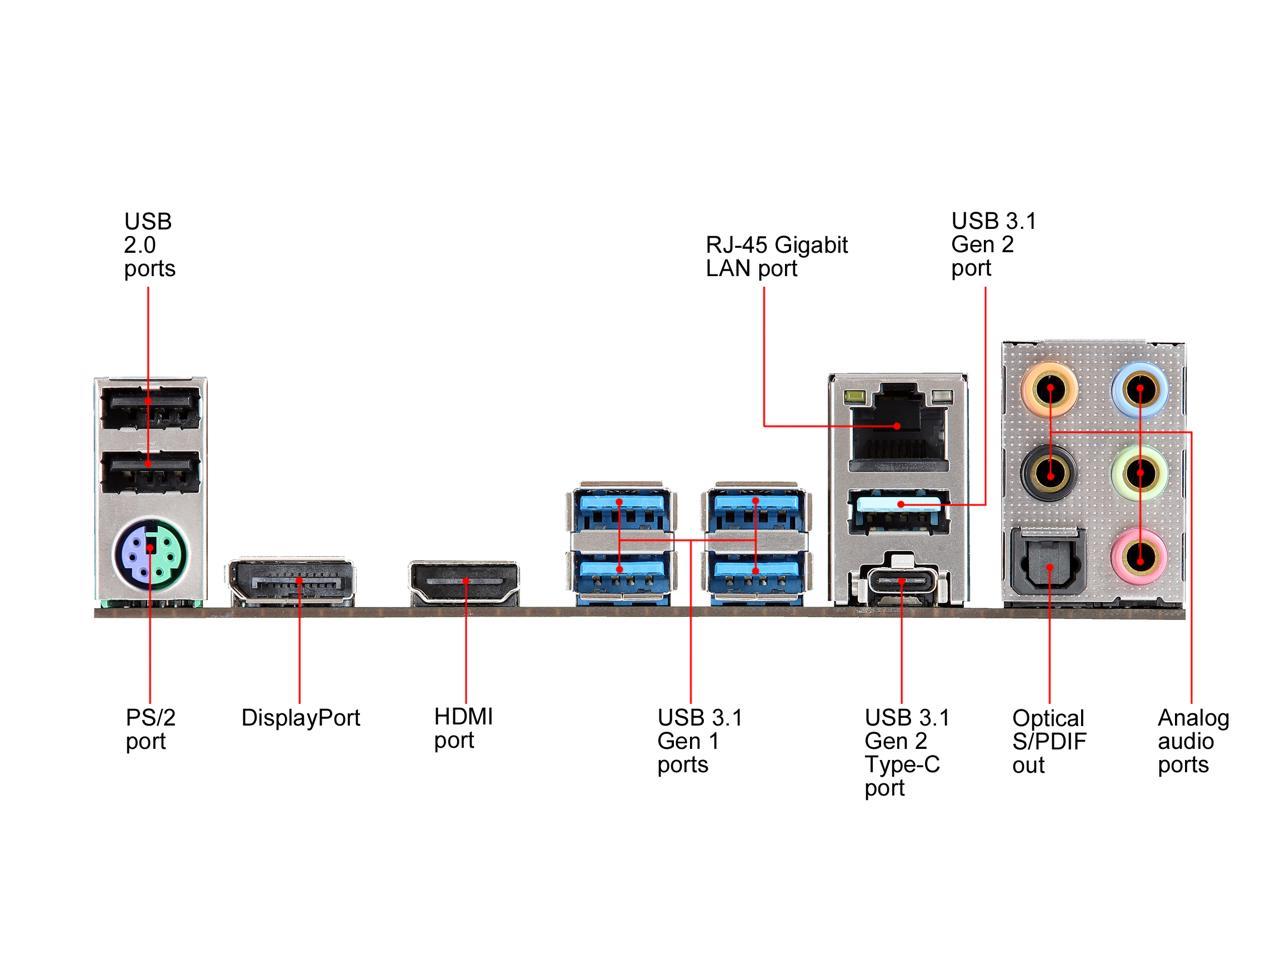 USB
2.0
ports
RJ-45 Gigabit
LAN port
USB 3.1
Gen 2
port
PS/2
port
DisplayPort
HDMI
port
USB 3.1
Gen 1
ports
USB 3.1
Gen 2
Type-C
port
Optical
S/PDIF
out
Analog
audio
ports